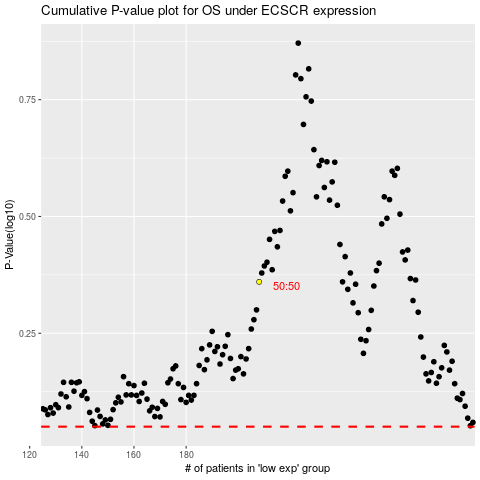 Cumulative P-value plot for OS under ECSCR expression
P-Value(log10)
0.75
0.50
0.25
50:50
120 140 160 180
# of patients in 'low exp' group